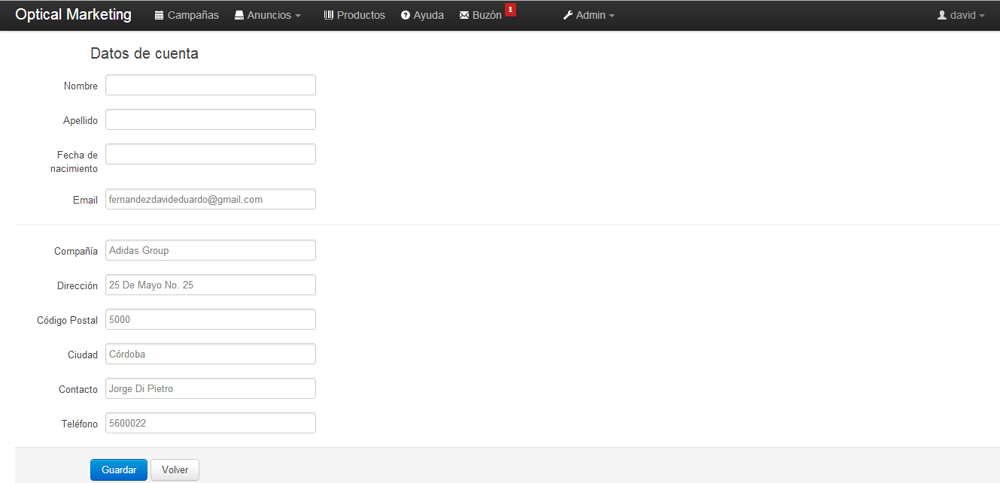 Optical Marketing Campañas Anuncios Productos Ayuda Buzón 1 Admin david
Datos de cuenta
Nombre
Apellido
Fecha de
nacimiento
Email fernandezdavideduardo@gmail.com
Compañía Adidas Group
Dirección 25 De Mayo No. 25
Código Postal 5000
Ciudad Córdoba
Contacto Jorge Di Pietro
Teléfono 5600022
Guardar Volver